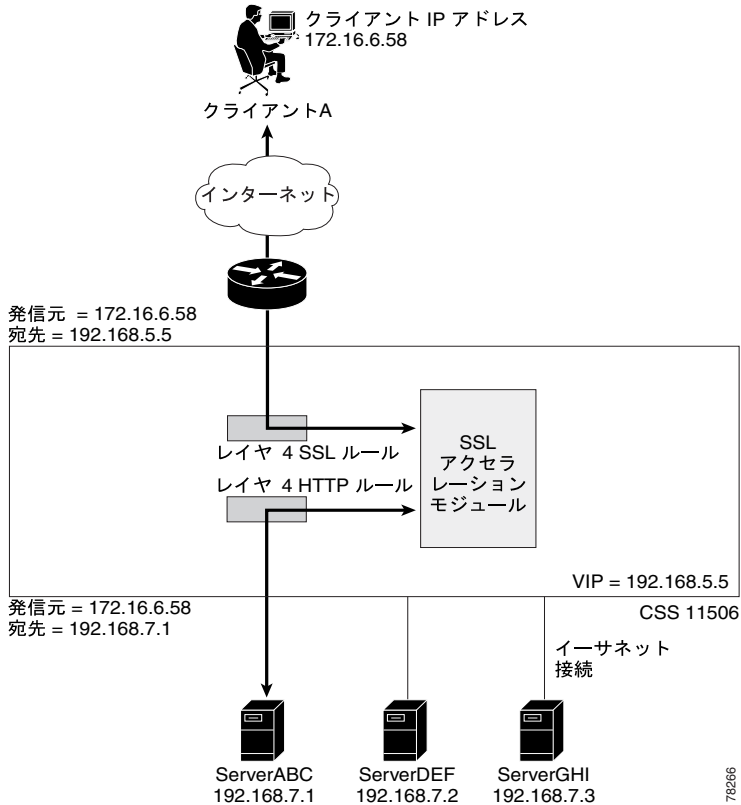 クライアント IP アドレス
172.16.6.58
クライアントA
インターネット
発信元 = 172.16.6.58
宛先 = 192.168.5.5
レイヤ 4 SSL ルール
レイヤ 4 HTTP ルール
SSL
アクセラ
レーション
モジュール
VIP = 192.168.5.5
発信元 = 172.16.6.58
宛先 = 192.168.7.1
CSS 11506
イーサネット
接続
ServerABC
192.168.7.1
ServerDEF
192.168.7.2
ServerGHI
192.168.7.3
78266